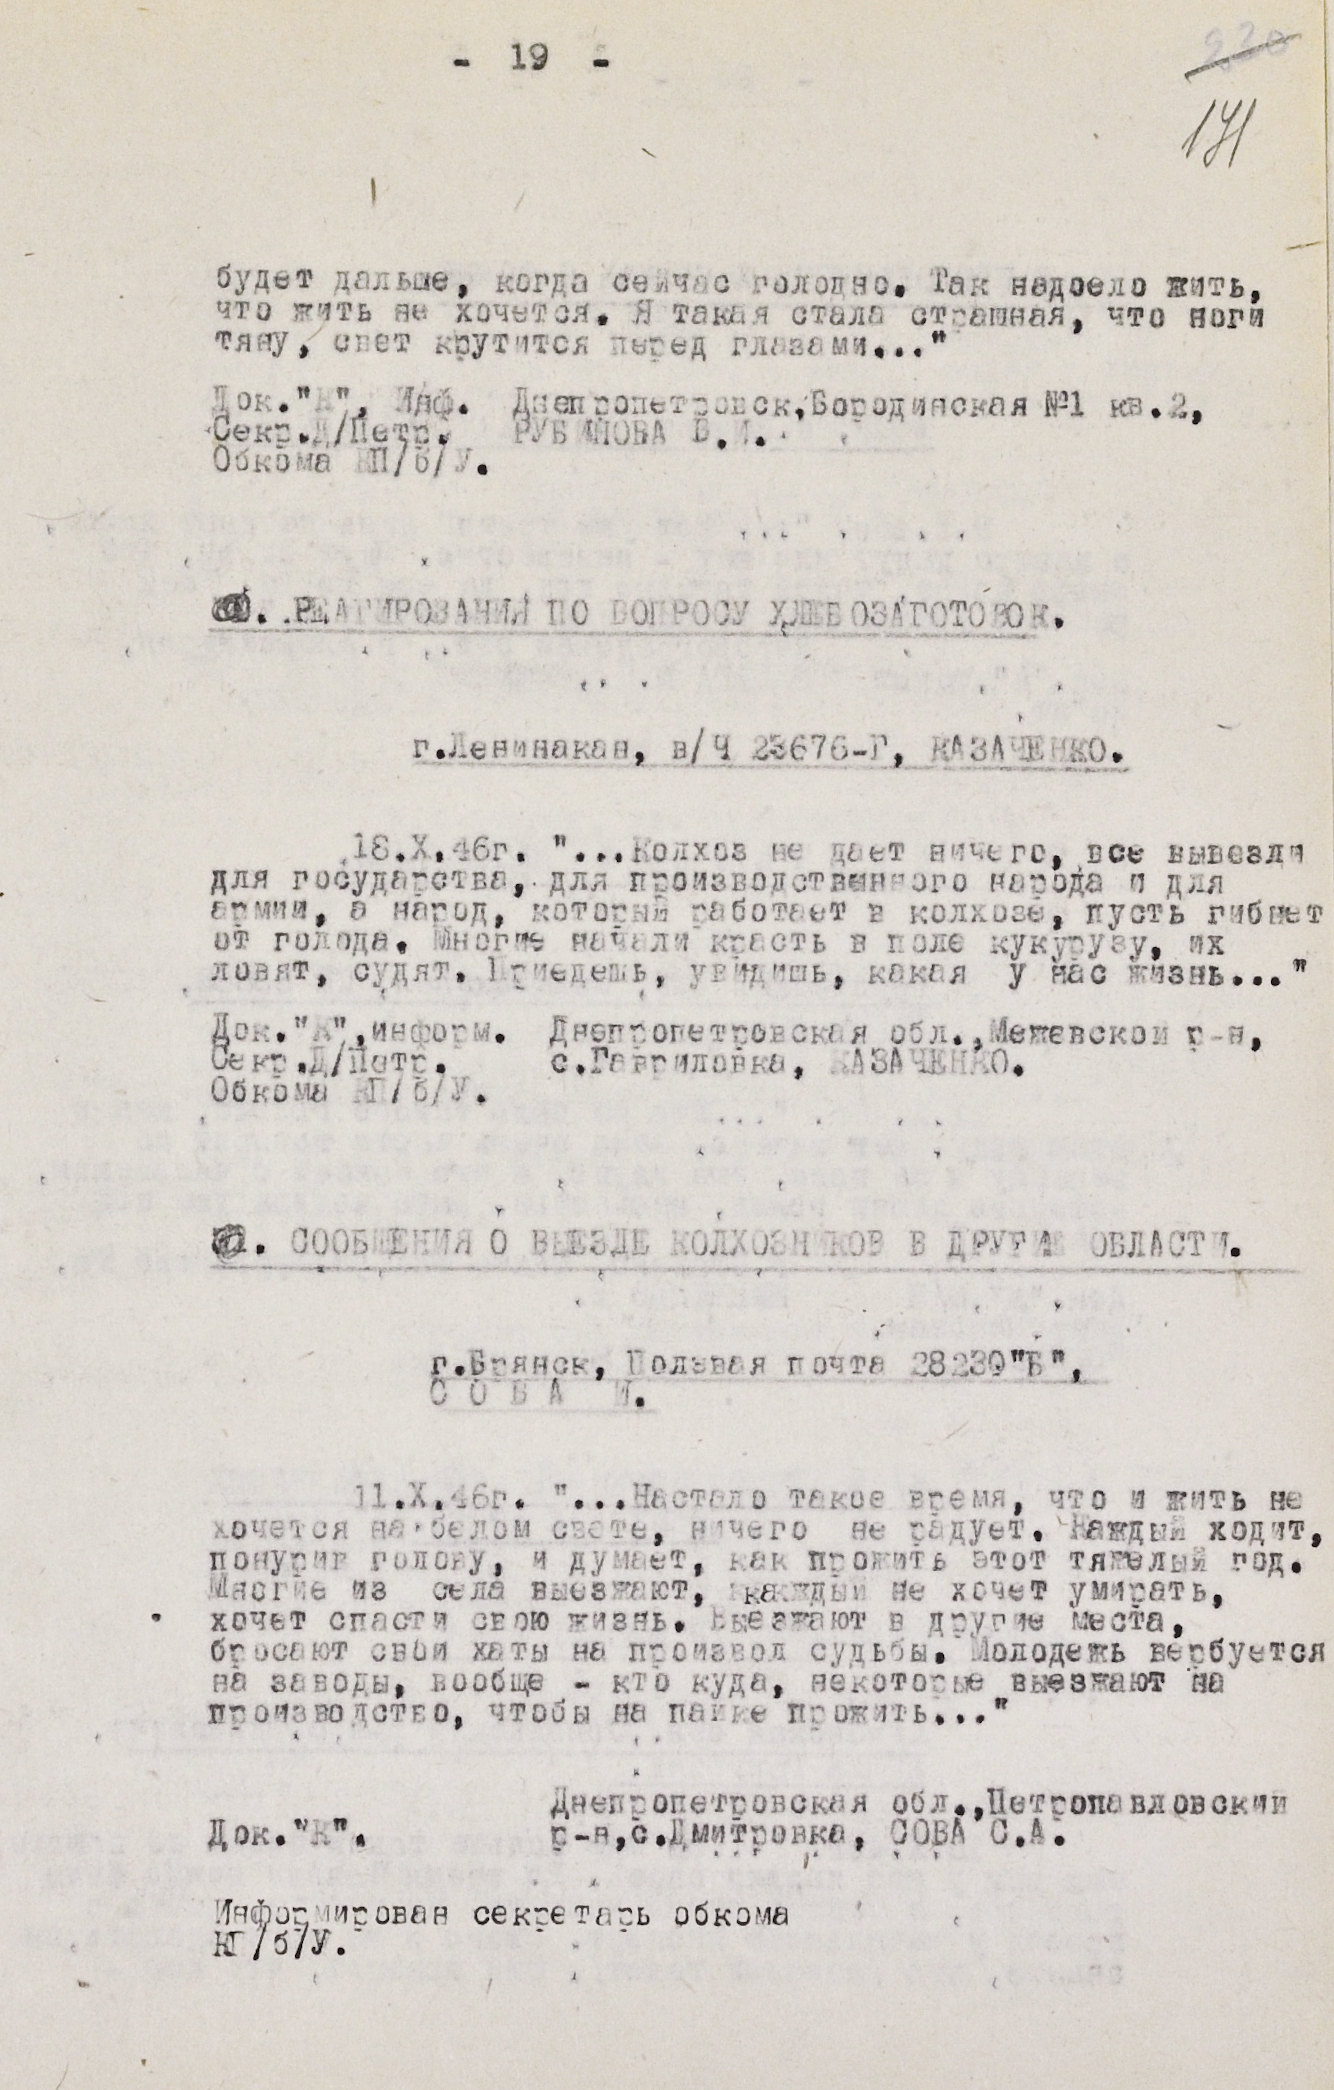 - 19 -
171
будет дальше, когда сейчас голодно. Так надоело жить,
что жить не хочется. Я такая стала страшная, что ноги
тяну, свет крутится перед глазами..."
Док."К", Инф. Днепропетровск,Бородинская №1 кв.2,
Секр.Д/Петр. РУБИНОВА В.И.
Обкома КП/б/У.
. РЕАГИРОВАНИЯ ПО ВОПРОСУ ХЛЕБОЗАГОТОВОК.
г.Ленинакан, в/Ч 23676-Г, КАЗАЧЕНКО.
18.X.46г. "...Колхоз не дает ничего, все вывезли
для государства, для производственного народа и для
армии, а народ, который работает в колхозе, пусть гибнет
от голода. Многие начали красть в поле кукурузу, их
ловят, судят. Приедешь, увидишь, какая у нас жизнь..."
Док."К",информ. Днепропетровская обл.,Межевской р-н,
Секр.Д/Петр. с.Гавриловка, КАЗАЧЕНКО.
Обкома КП/б/У.
. СООБЩЕНИЯ О ВЫЕЗДЕ КОЛХОЗНИКОВ В ДРУГИЕ ОБЛАСТИ.
г.Брянск, Полевая почта 28230"Б",
С О В А И.
11.X.46г. "...Настало такое время, что и жить не
хочется на белом свете, ничего не радует. Каждый ходит,
понурив голову, и думает, как прожить этот тяжелый год.
Многие из села выезжают, каждый не хочет умирать,
хочет спасти свою жизнь. Выезжают в другие места,
бросают свои хаты на произвол судьбы. Молодежь вербуется
на заводы, вообще - кто куда, некоторые выезжают на
производство, чтобы на пайке прожить..."
Днепропетровская обл.,Петропавловский
Док."К". р-н,с.Дмитровка, СОВА С.А.
Информирован секретарь обкома
КП/б/У.